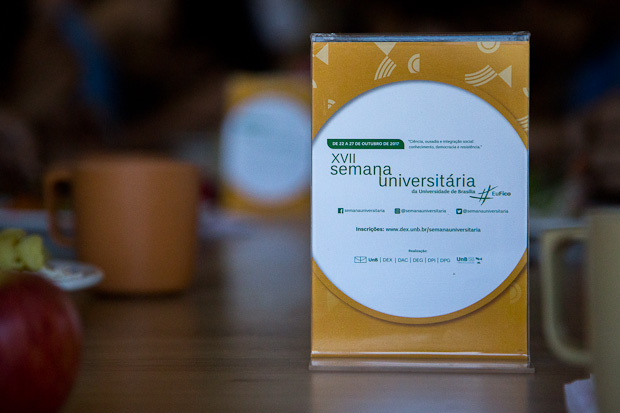 DE 23 A 27 DE OUTUBRO DE 2017
"Ciência, ousadia e integração social:
conhecimento, democracia e resistência."
XVII
semana
universitária
da Universidade de Brasília
#EuFico
semanauniversitaria
@semanauniversitaria
@semanauniversitaria
Inscrições: www.dex.unb.br/semanauniversitaria
Realização:
UnB | DEX | DAC | DEG | DPI | DPG